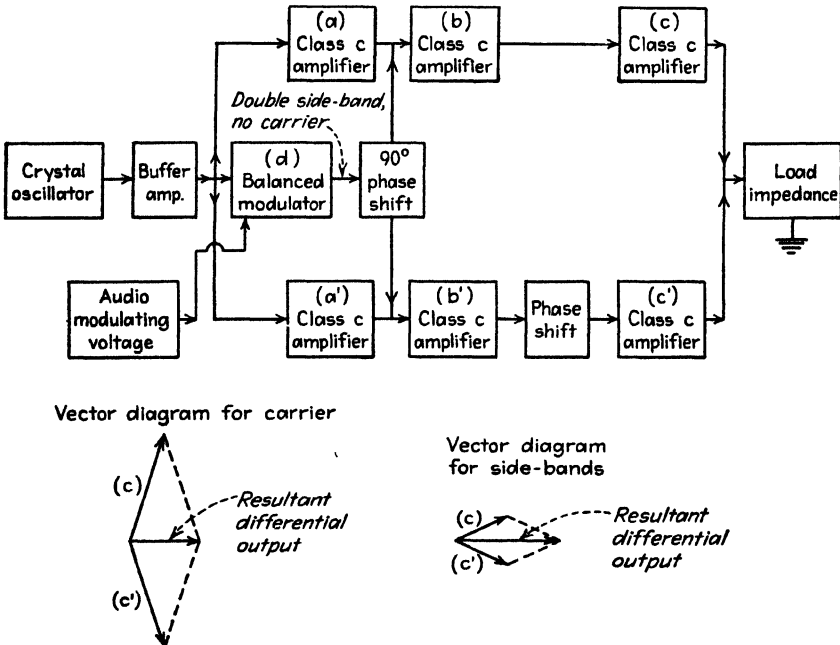 (a)
Class c
amplifier
(b)
Class c
amplifier
(c)
Class c
amplifier
Double side-band,
no carrier
Crystal
oscillator
Buffer
amp.
(d)
Balanced
modulator
90°
phase
shift
Load
impedance
Audio
modulating
voltage
(a')
Class c
amplifier
(b')
Class c
amplifier
Phase
shift
(c')
Class c
amplifier
Vector diagram for carrier
(c)
(c')
Resultant
differential
output
Vector diagram
for side-bands
(c)
(c')
Resultant
differential
output